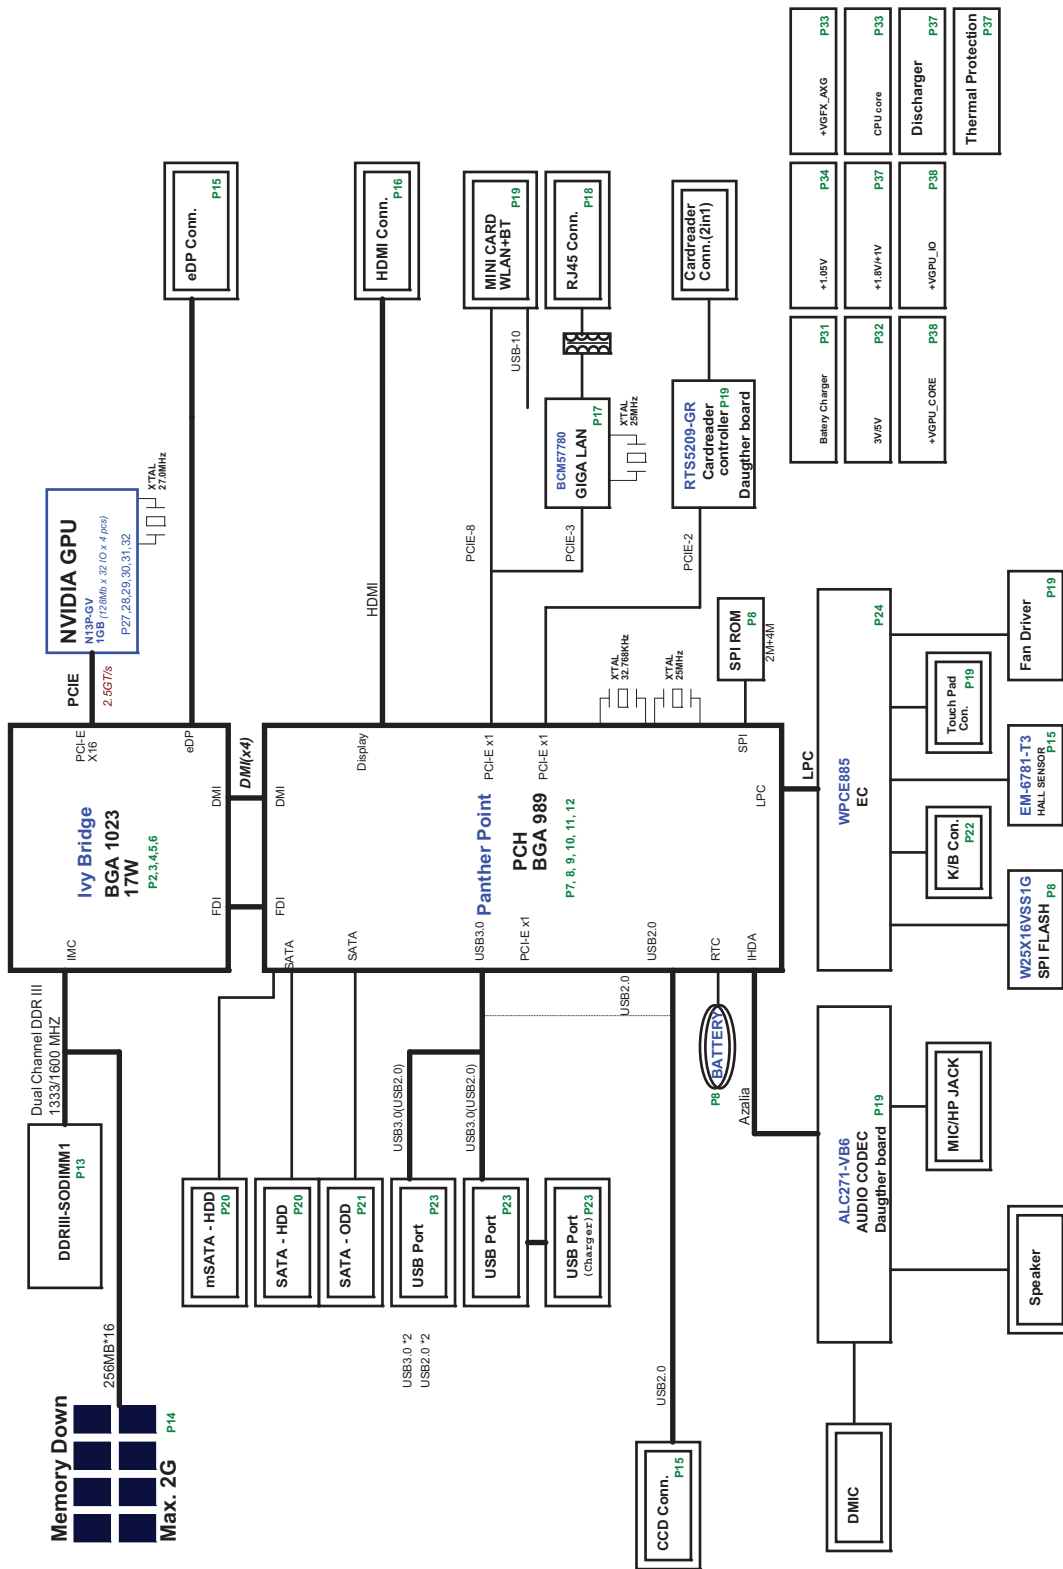 Memory Down
Max. 2G
P14
256MB*16
DDRIII-SODIMM1
P13
Dual Channel DDR III
1333/1600 MHZ
IMC
Ivy Bridge
BGA 1023
17W
P2,3,4,5,6
PCI-E
X16
eDP
FDI
DMI
PCIE
2.5GT/s
NVIDIA GPU
N13P-GV
1GB (128Mb x 32 IO x 4 pcs)
P27,28,29,30,31,32
X'TAL
27.0MHz
eDP Conn.
P15
DMI(x4)
FDI
DMI
SATA
SATA
USB3.0
PCI-E x1
USB2.0
RTC
IHDA
Panther Point
PCH
BGA 989
P7, 8, 9, 10, 11, 12
Display
PCI-E x1
PCI-E x1
SPI
LPC
HDMI
HDMI Conn.
P16
mSATA - HDD
P20
SATA - HDD
P20
SATA - ODD
P21
USB Port
P23
USB Port
P23
USB Port
(Charger)
P23
USB3.0(USB2.0)
USB3.0(USB2.0)
USB3.0 *2
USB2.0 *2
USB2.0
USB2.0
CCD Conn.
P15
BATTERY
P8
Azalia
PCIE-8
USB-10
MINI CARD
WLAN+BT
P19
PCIE-3
BCM57780
GIGA LAN
P17
X'TAL
25MHz
RJ45 Conn.
P18
PCIE-2
RTS5209-GR
Cardreader
controller P19
Daugther board
Cardreader
Conn.(2in1)
X'TAL
32.768KHz
X'TAL
25MHz
SPI ROM
P8
2M+4M
LPC
WPCE885
EC
P24
W25X16VSS1G
SPI FLASH
P8
K/B Con.
P22
EM-6781-T3
HALL SENSOR
P15
Touch Pad
Con.
P19
Fan Driver
P19
ALC271-VB6
AUDIO CODEC
Daugther board
P19
DMIC
Speaker
MIC/HP JACK
Batery Charger
P31
+1.05V
P34
+VGFX_AXG
P33
3V/5V
P32
+1.8V/+1V
P37
CPU core
P33
+VGPU_CORE
P38
+VGPU_IO
P38
Discharger
P37
Thermal Protection
P37